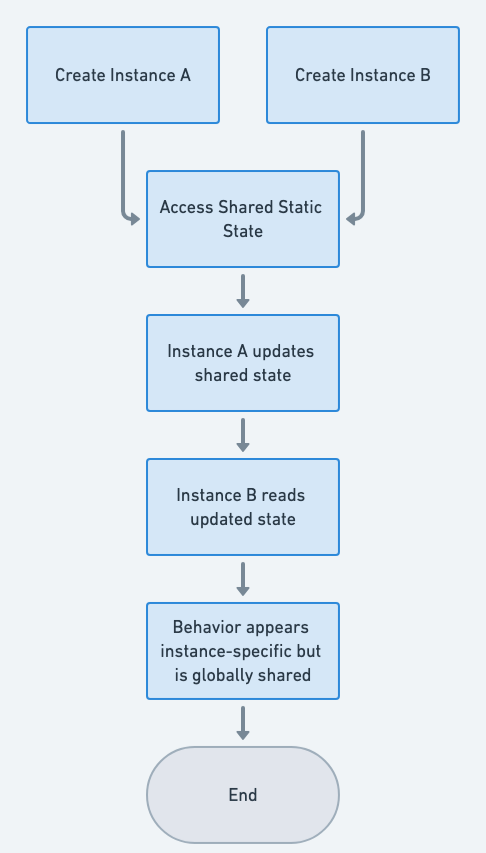 Create Instance A
Create Instance B
Access Shared Static
State
Instance A updates
shared state
Instance B reads
updated state
Behavior appears
instance-specific but
is globally shared
End